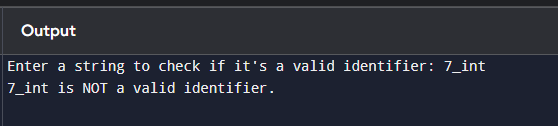 Output
Enter a string to check if it's a valid identifier: 7_int
7_int is NOT a valid identifier.